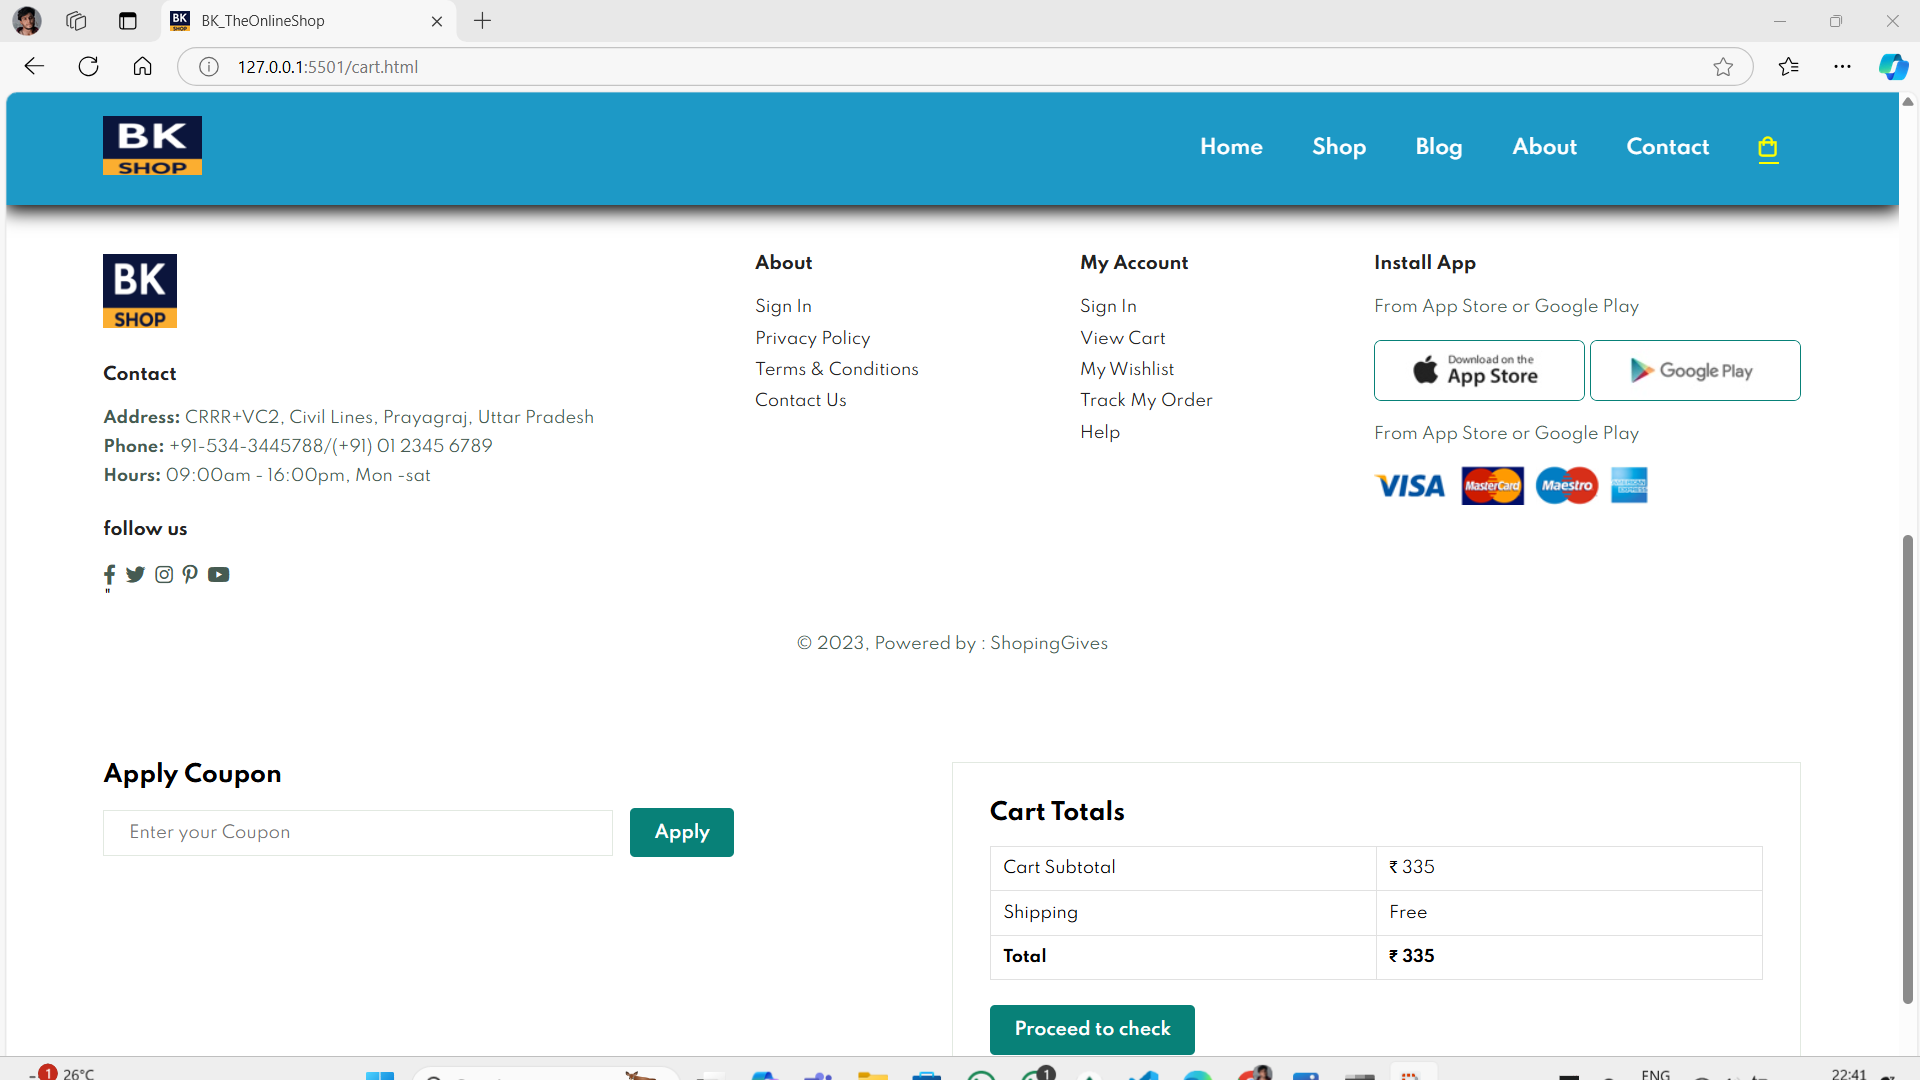 BK_TheOnlineShop
127.0.0.1:5501/cart.html
BK
SHOP
Home Shop Blog About Contact
BK
SHOP
Contact
Address: CRRR+VC2, Civil Lines, Prayagraj, Uttar Pradesh
Phone: +91-534-3445788/(+91) 01 2345 6789
Hours: 09:00am - 16:00pm, Mon -sat
follow us
"
About
Sign In
Privacy Policy
Terms & Conditions
Contact Us
My Account
Sign In
View Cart
My Wishlist
Track My Order
Help
Install App
From App Store or Google Play
Download on the
App Store
Google Play
From App Store or Google Play
VISA MasterCard Maestro AMERICAN EXPRESS
© 2023, Powered by : ShopingGives
Apply Coupon
Enter your Coupon
Apply
Cart Totals
Cart Subtotal ₹ 335
Shipping Free
Total ₹ 335
Proceed to check
1 26°C
1
ENG
22:41